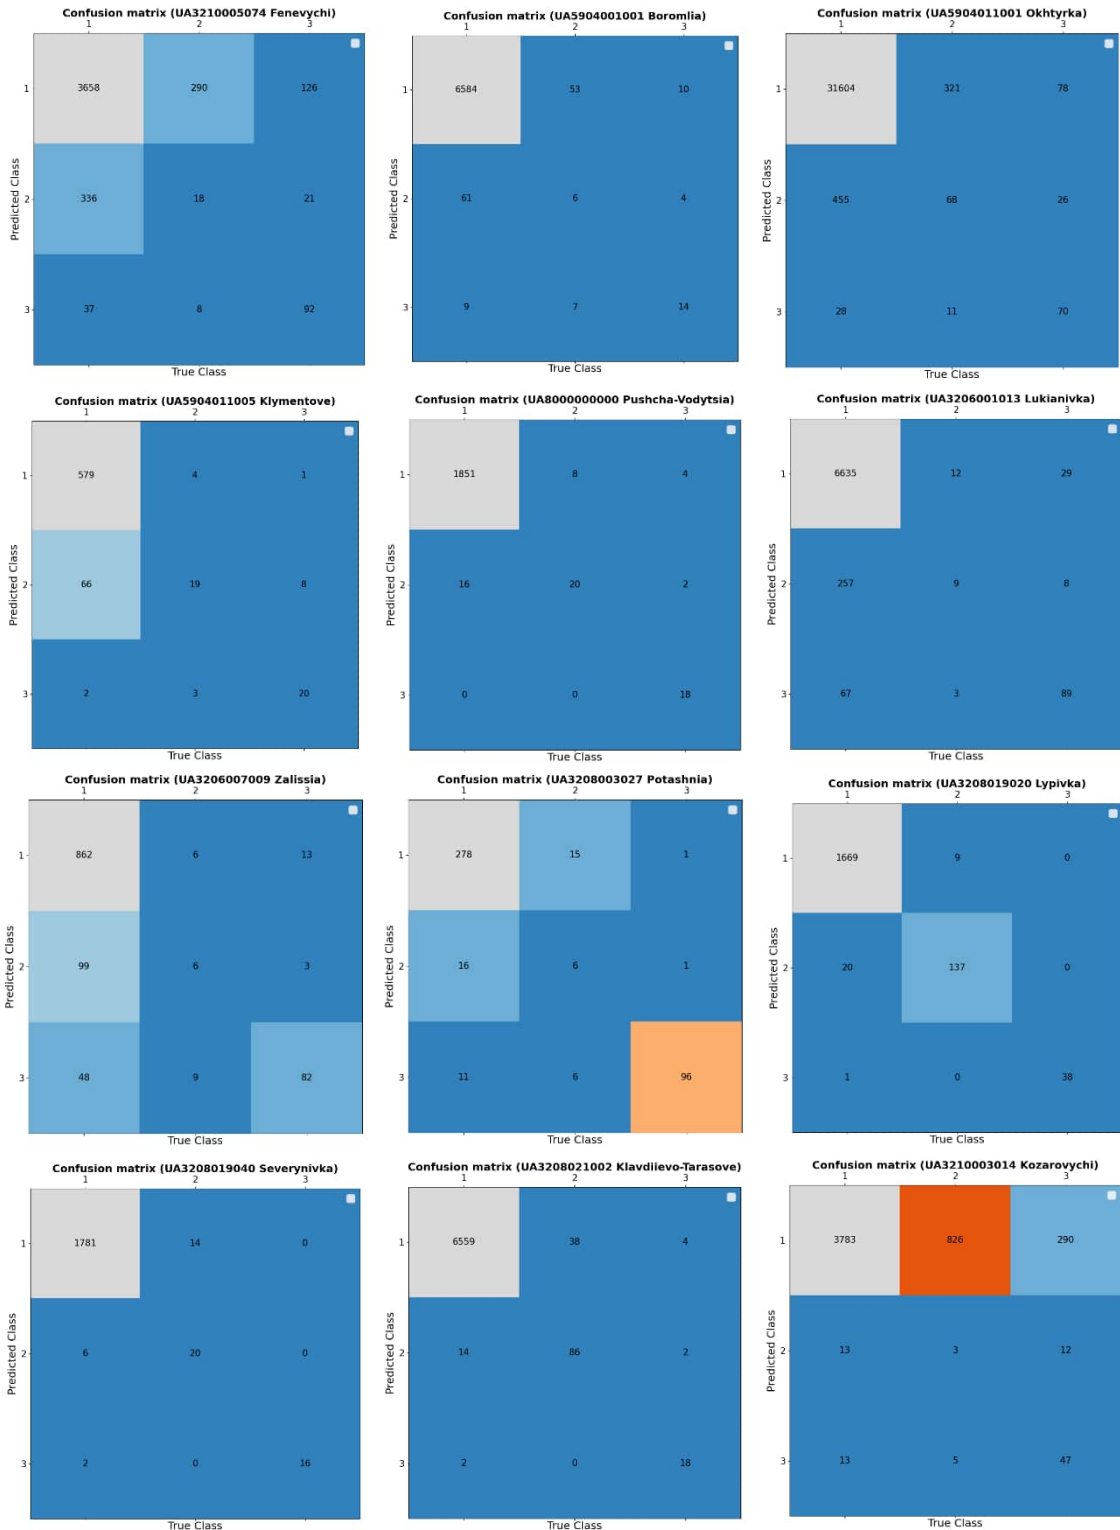 Confusion matrix (UA3210005074 Fenevychi)
1 2 3
1 3658 290 126
2 336 18 21
3 37 8 92
Predicted Class
True Class
Confusion matrix (UA5904001001 Boromlia)
1 2 3
1 6584 53 10
2 61 6 4
3 9 7 14
Predicted Class
True Class
Confusion matrix (UA5904011001 Okhtyrka)
1 2 3
1 31604 321 78
2 455 68 26
3 28 11 70
Predicted Class
True Class
Confusion matrix (UA5904011005 Klymentove)
1 2 3
1 579 4 1
2 66 19 8
3 2 3 20
Predicted Class
True Class
Confusion matrix (UA8000000000 Pushcha-Vodytsia)
1 2 3
1 1851 8 4
2 16 20 2
3 0 0 18
Predicted Class
True Class
Confusion matrix (UA3206001013 Lukianivka)
1 2 3
1 6635 12 29
2 257 9 8
3 67 3 89
Predicted Class
True Class
Confusion matrix (UA3206007009 Zalissia)
1 2 3
1 862 6 13
2 99 6 3
3 48 9 82
Predicted Class
True Class
Confusion matrix (UA3208003027 Potashnia)
1 2 3
1 278 15 1
2 16 6 1
3 11 6 96
Predicted Class
True Class
Confusion matrix (UA3208019020 Lypivka)
1 2 3
1 1669 9 0
2 20 137 0
3 1 0 38
Predicted Class
True Class
Confusion matrix (UA3208019040 Severynivka)
1 2 3
1 1781 14 0
2 6 20 0
3 2 0 16
Predicted Class
True Class
Confusion matrix (UA3208021002 Klavdiievo-Tarasove)
1 2 3
1 6559 38 4
2 14 86 2
3 2 0 18
Predicted Class
True Class
Confusion matrix (UA3210003014 Kozarovychi)
1 2 3
1 3783 826 290
2 13 3 12
3 13 5 47
Predicted Class
True Class